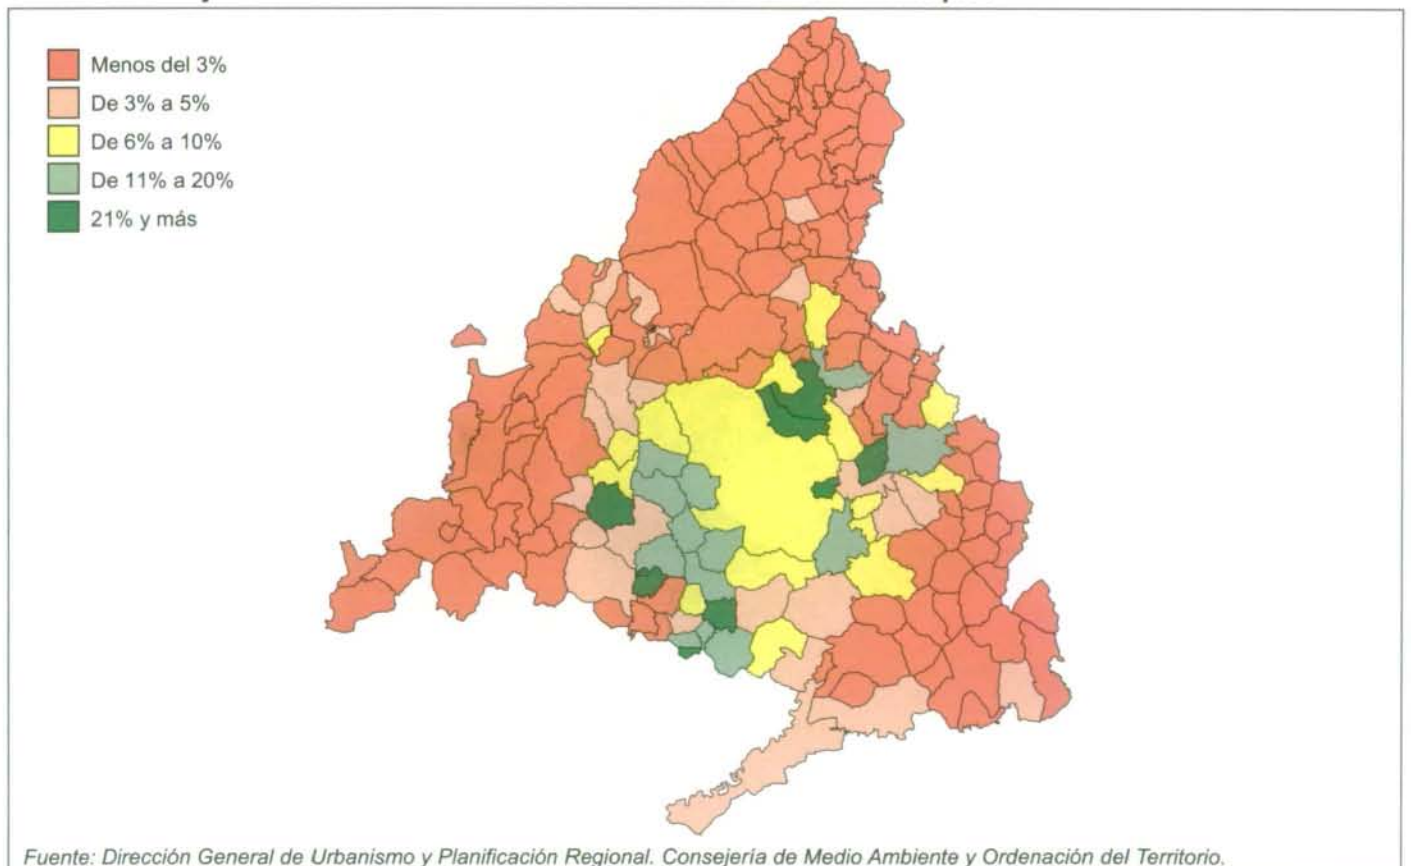 Menos del 3%
De 3% a 5%
De 6% a 10%
De 11% a 20%
21% y más
Fuente: Dirección General de Urbanismo y Planificación Regional. Consejería de Medio Ambiente y Ordenación del Territorio.